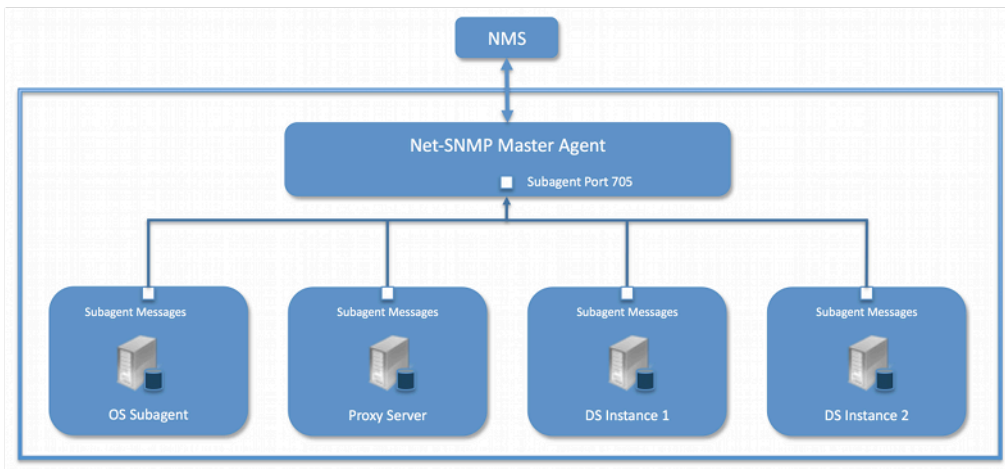 NMS
Net-SNMP Master Agent
Subagent Port 705
Subagent Messages
Subagent Messages
Subagent Messages
Subagent Messages
OS Subagent
Proxy Server
DS Instance 1
DS Instance 2